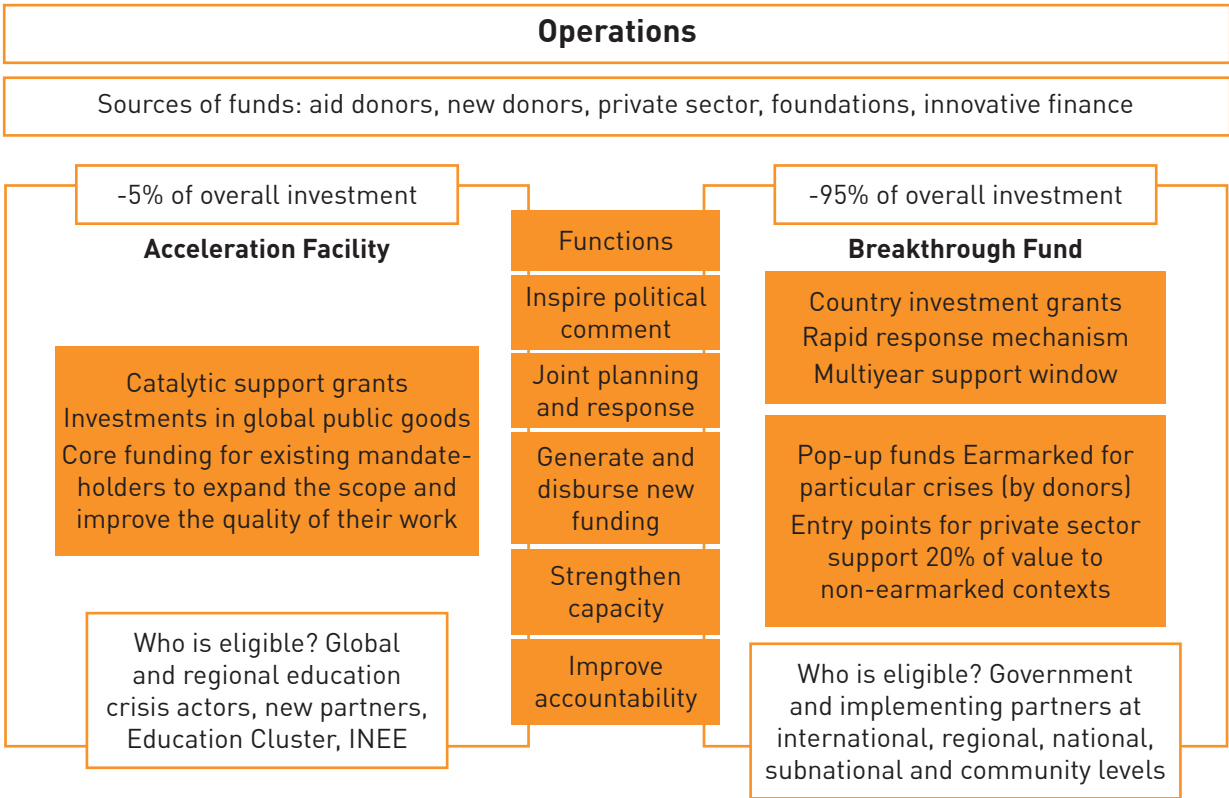 Operations
Sources of funds: aid donors, new donors, private sector, foundations, innovative finance
-5% of overall investment
Acceleration Facility
Catalytic support grants
Investments in global public goods
Core funding for existing mandate-
holders to expand the scope and
improve the quality of their work
Who is eligible? Global
and regional education
crisis actors, new partners,
Education Cluster, INEE
Functions
Inspire political
comment
Joint planning
and response
Generate and
disburse new
funding
Strengthen
capacity
Improve
accountability
-95% of overall investment
Breakthrough Fund
Country investment grants
Rapid response mechanism
Multiyear support window
Pop-up funds Earmarked for
particular crises (by donors)
Entry points for private sector
support 20% of value to
non-earmarked contexts
Who is eligible? Government
and implementing partners at
international, regional, national,
subnational and community levels